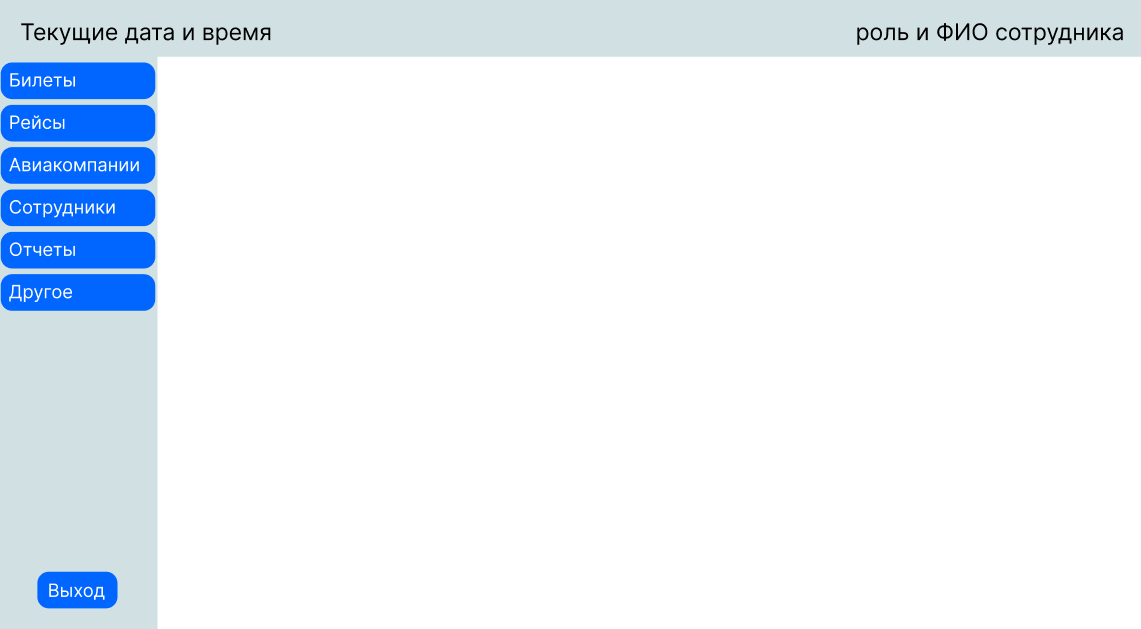 Текущие дата и время
роль и ФИО сотрудника
Билеты
Рейсы
Авиакомпании
Сотрудники
Отчеты
Другое
Выход